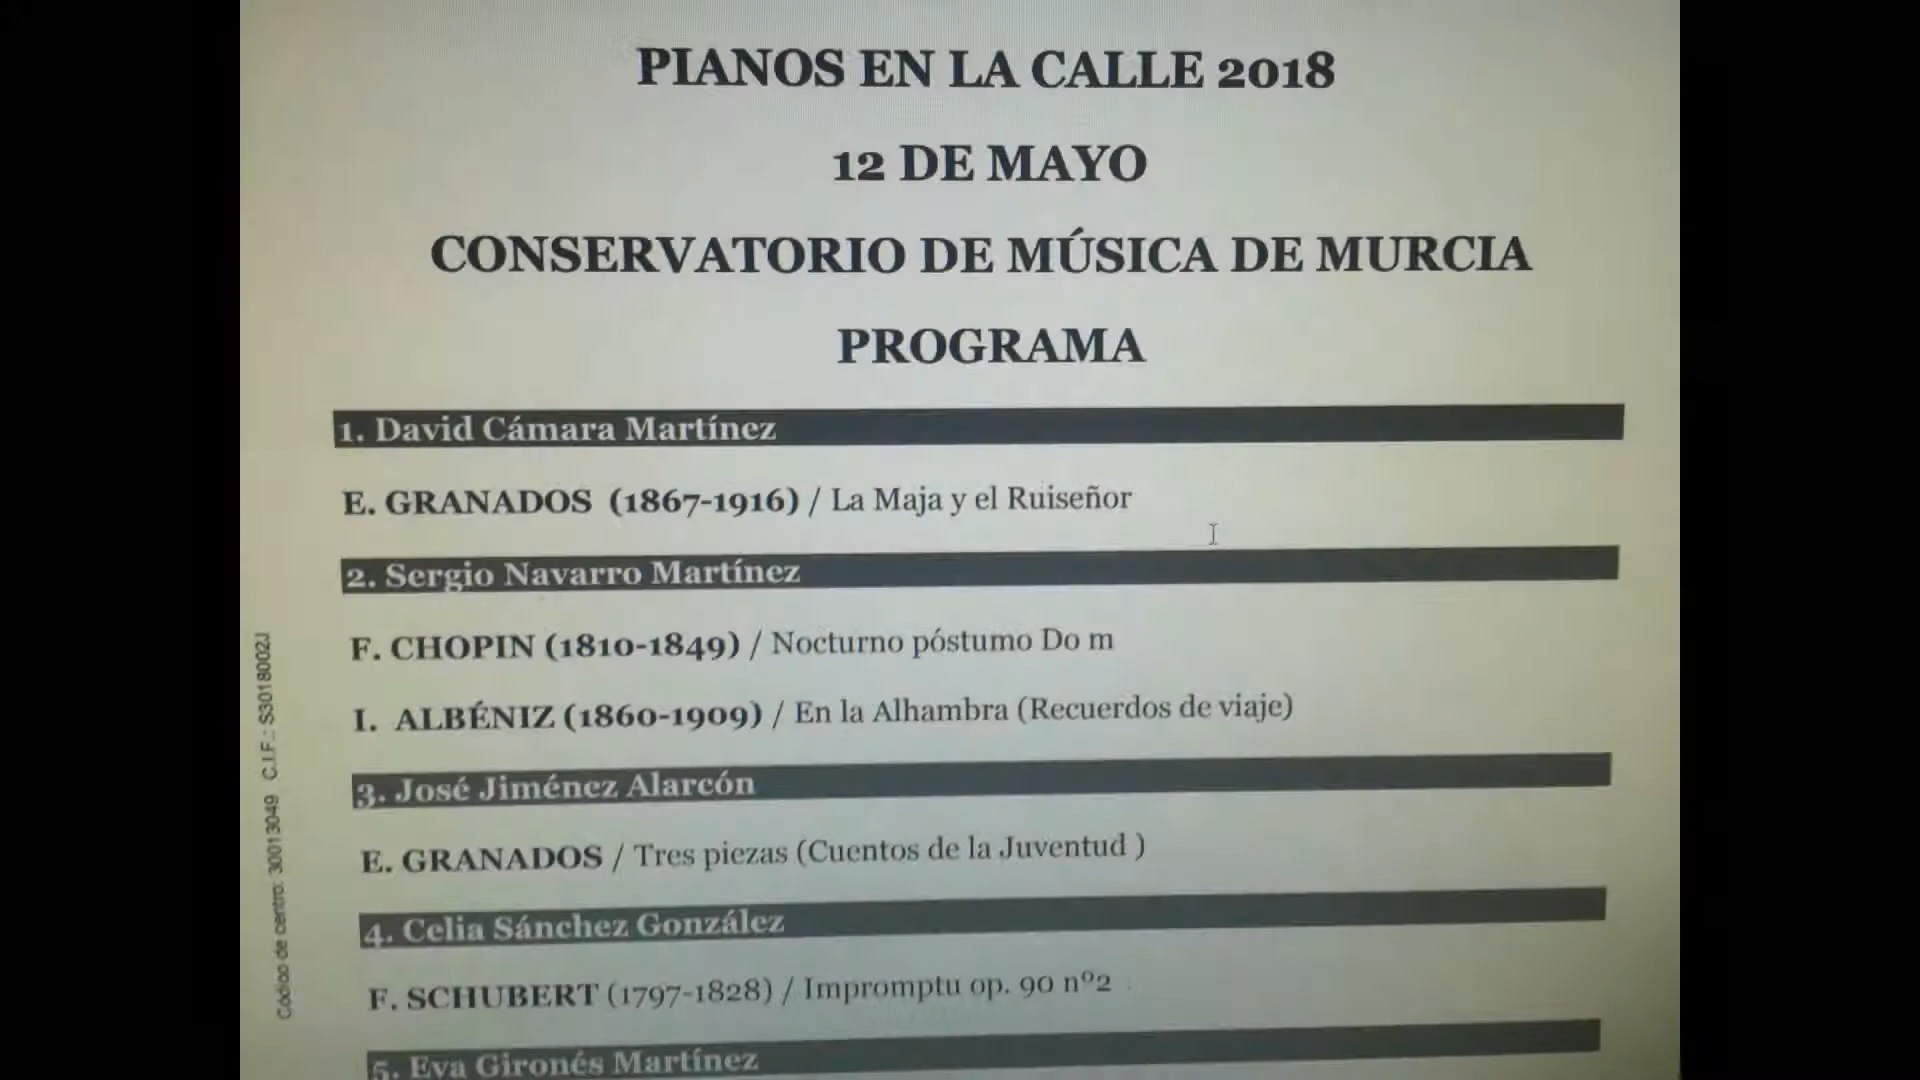 PIANOS EN LA CALLE 2018
12 DE MAYO
CONSERVATORIO DE MÚSICA DE MURCIA
PROGRAMA
1. David Cámara Martínez
E. GRANADOS (1867-1916) / La Maja y el Ruiseñor
2. Sergio Navarro Martínez
F. CHOPIN (1810-1849) / Nocturno póstumo Do m
I. ALBÉNIZ (1860-1909) / En la Alhambra (Recuerdos de viaje)
3. José Jiménez Alarcón
E. GRANADOS / Tres piezas (Cuentos de la Juventud )
4. Celia Sánchez González
F. SCHUBERT (1797-1828) / Impromptu op. 90 nº2
5. Eva Gironés Martínez
Código de centro: 30013049 C.I.F.: S3018002J